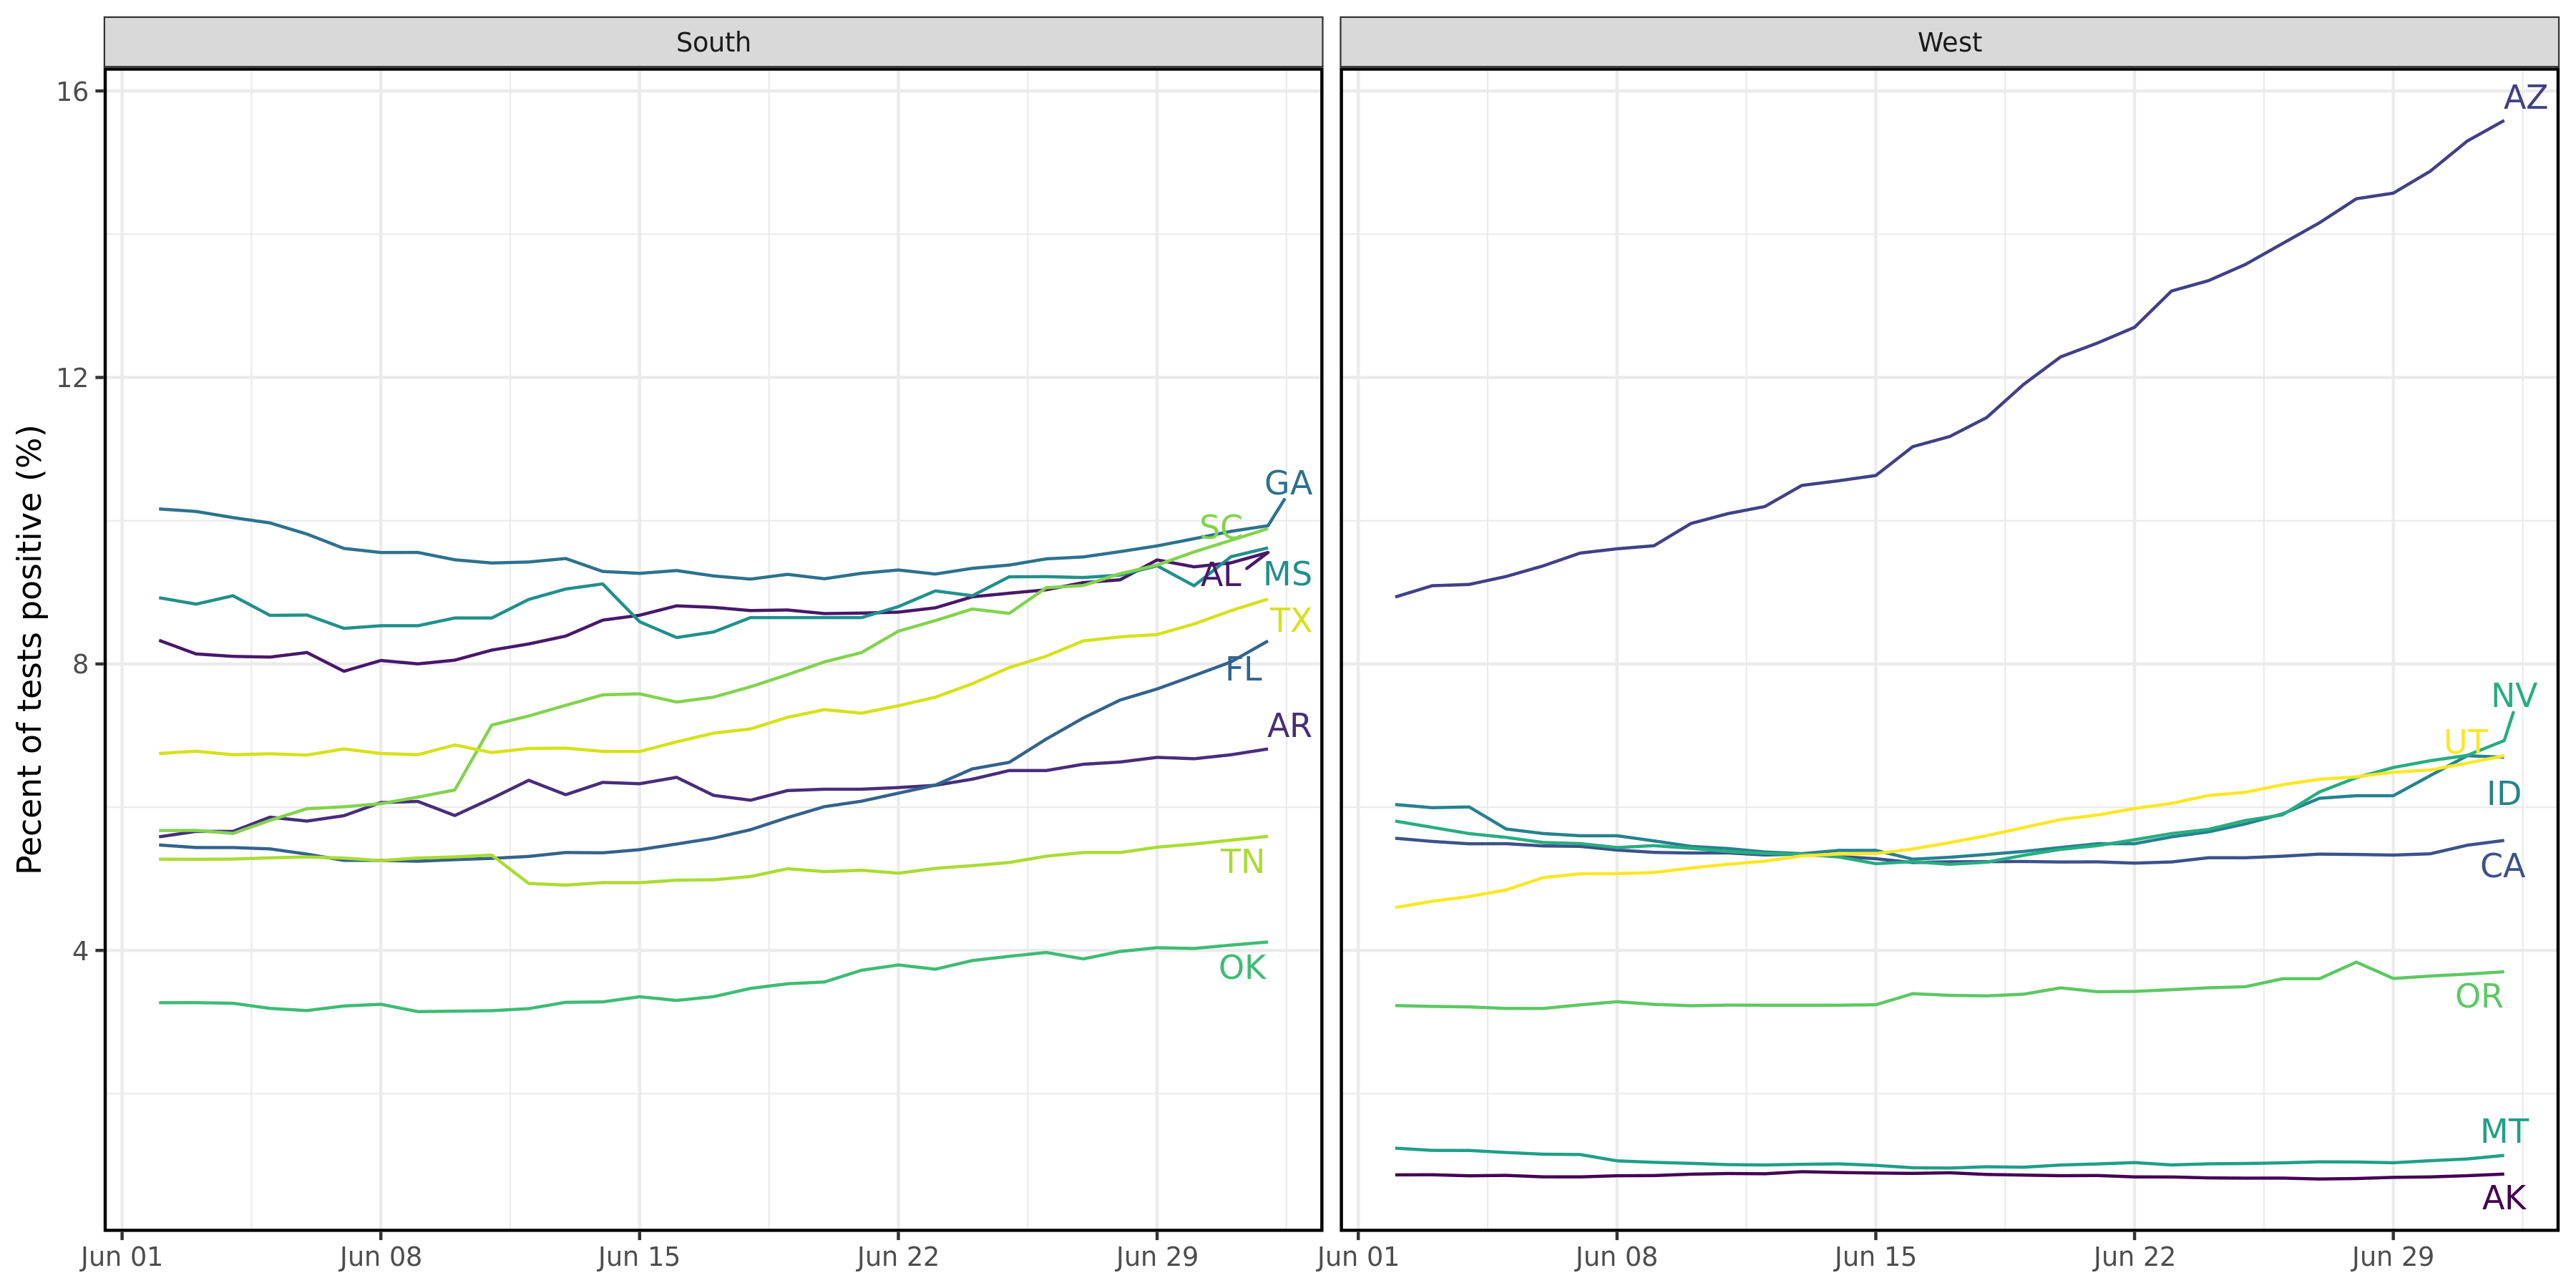 South
West
Pecent of tests positive (%)
16
12
8
4
GA
SC
AL
MS
TX
FL
AR
TN
OK
AZ
NV
UT
ID
CA
OR
MT
AK
Jun 01
Jun 08
Jun 15
Jun 22
Jun 29
Jun 01
Jun 08
Jun 15
Jun 22
Jun 29